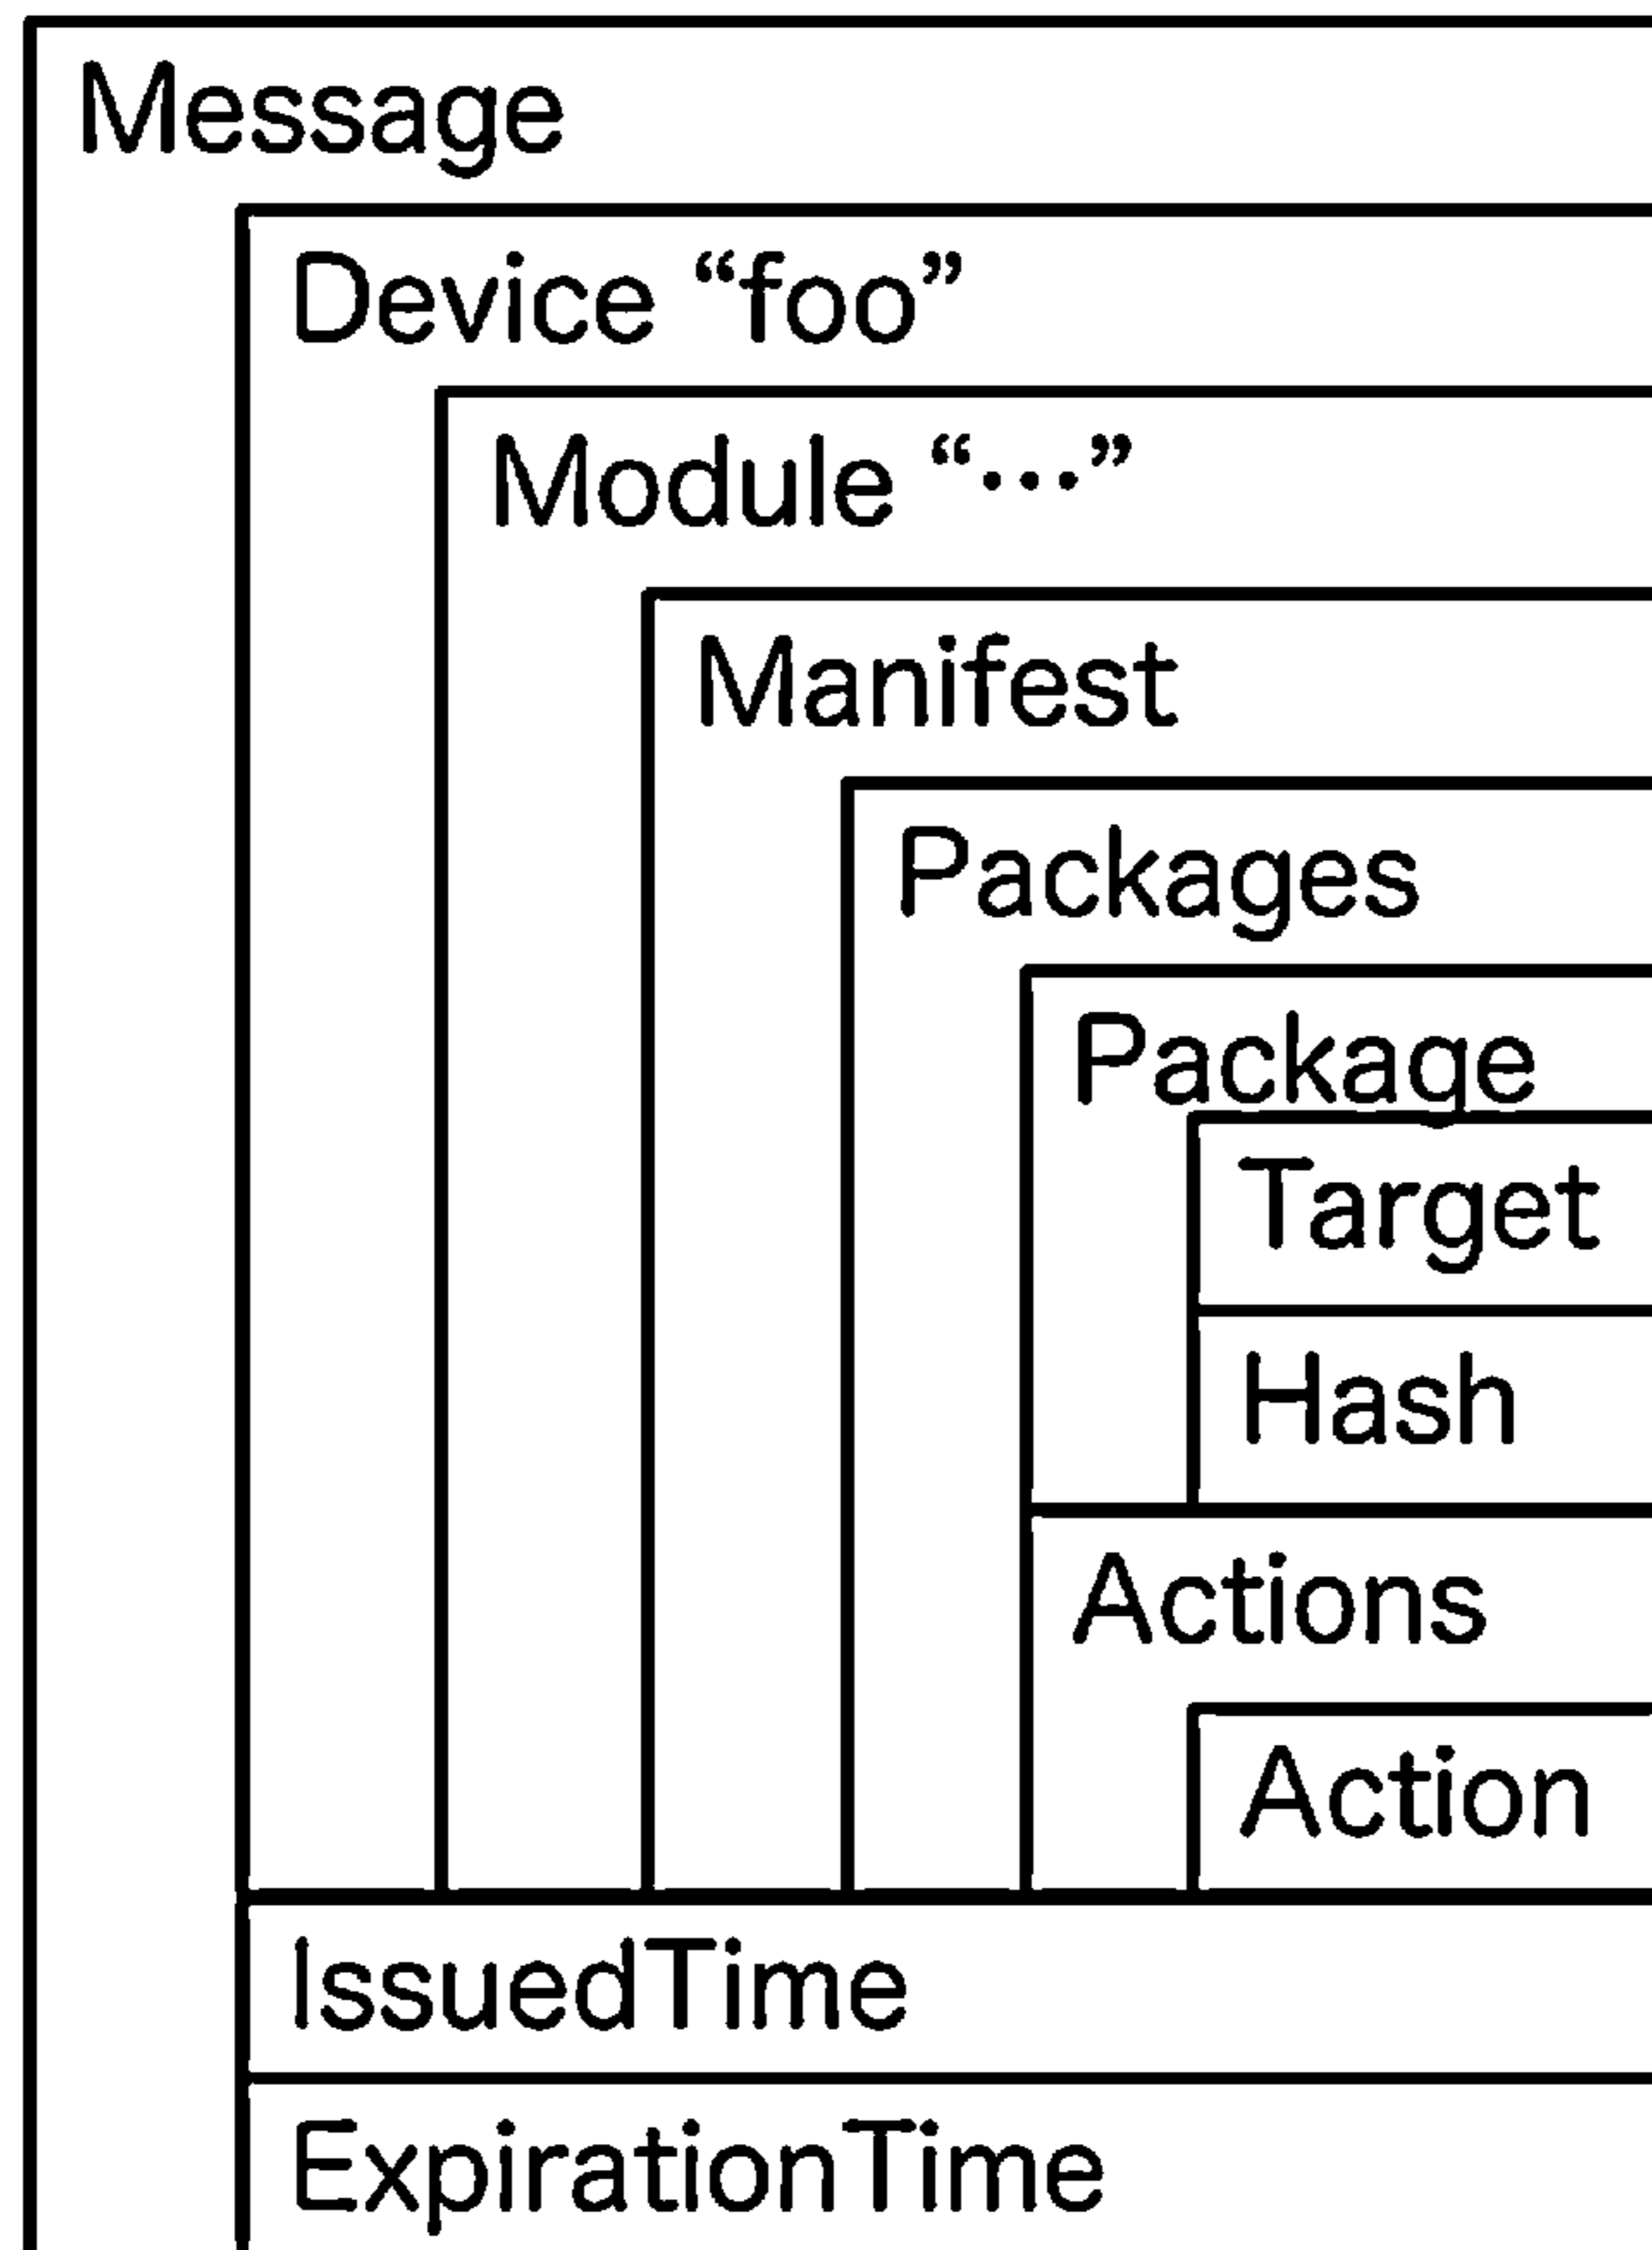 Message
Device “foo”
Module “···”
Manifest
Packages
Package
Target
Hash
Actions
Action
IssuedTime
ExpirationTime